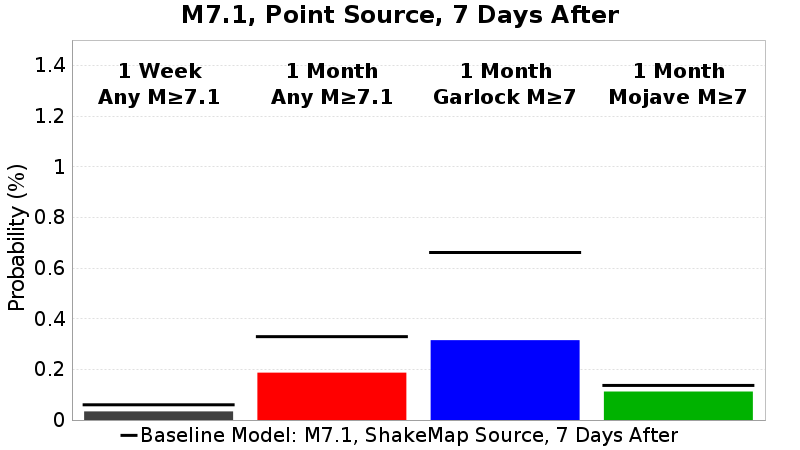 M7.1, Point Source, 7 Days After
1 Week
Any M≥7.1
1 Month
Any M≥7.1
1 Month
Garlock M≥7
1 Month
Mojave M≥7
Probability (%)
1.4
1.2
1
0.8
0.6
0.4
0.2
0
Baseline Model: M7.1, ShakeMap Source, 7 Days After